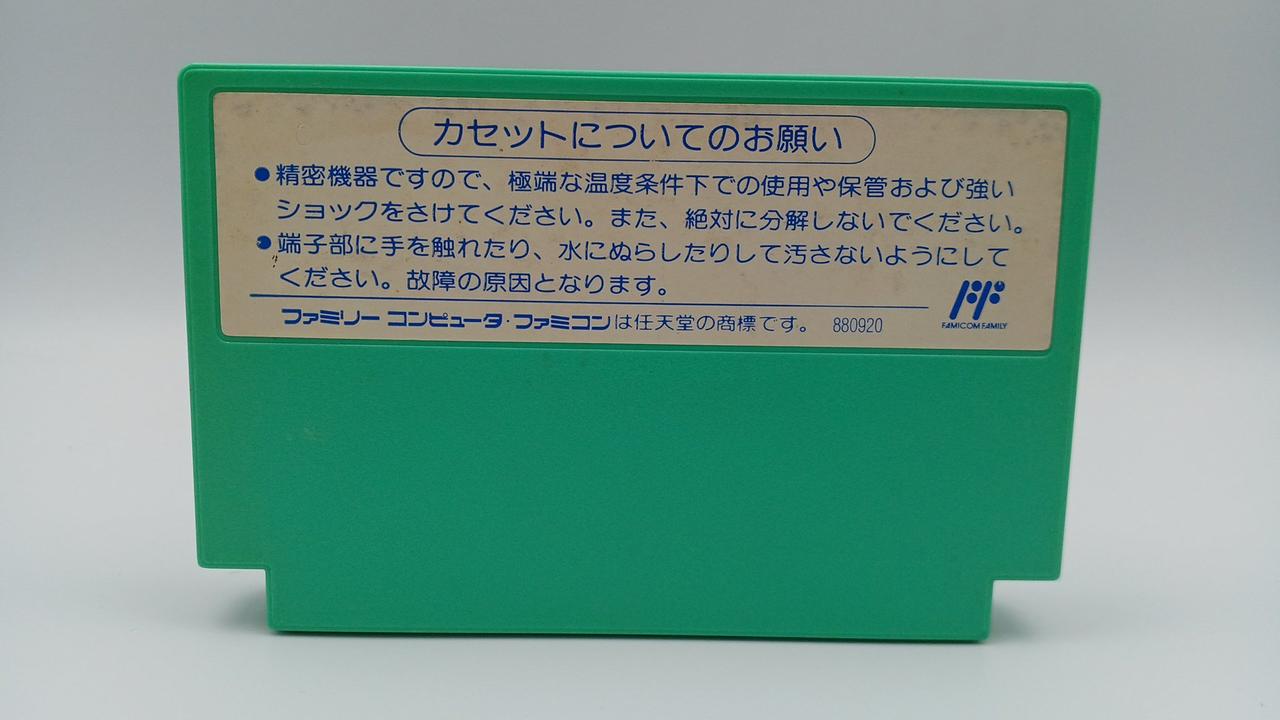 カセットについてのお願い
●精密機器ですので、極端な温度条件下での使用や保管および強い
ショックをさけてください。また、絶対に分解しないでください。
●端子部に手を触れたり、水にぬらしたりして汚さないようにして
ください。故障の原因となります。
ファミリー コンピュータ・ファミコンは任天堂の商標です。 880920
FAMICOM FAMILY